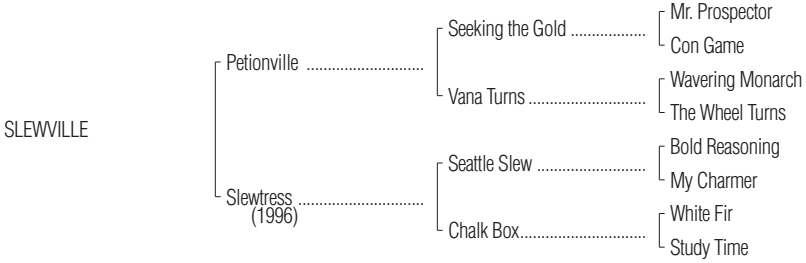 Mr. Prospector
Seeking the Gold ..................
Con Game
Petionville ............................
Wavering Monarch
Vana Turns ............................
The Wheel Turns
SLEWVILLE
Bold Reasoning
Seattle Slew ..........................
My Charmer
Slewtress ..............................
(1996)
White Fir
Chalk Box..............................
Study Time